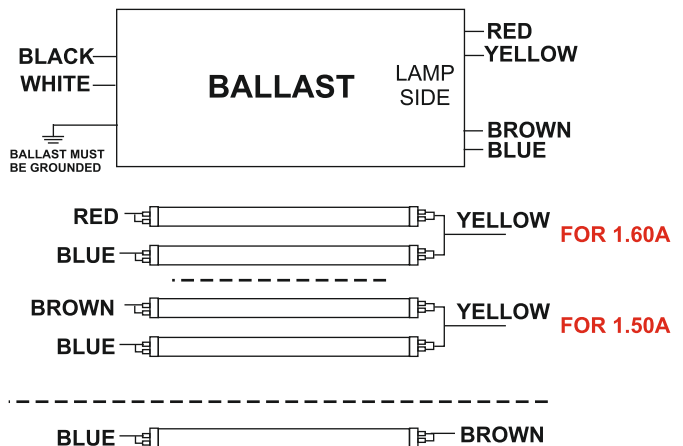 RED
YELLOW
BLACK
WHITE
BALLAST
LAMP
SIDE
BROWN
BLUE
BALLAST MUST
BE GROUNDED
RED
YELLOW
FOR 1.60A
BLUE
BROWN
YELLOW
FOR 1.50A
BLUE
BLUE
BROWN